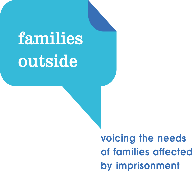 families
outside
voicing the needs
of families affected
by imprisonment